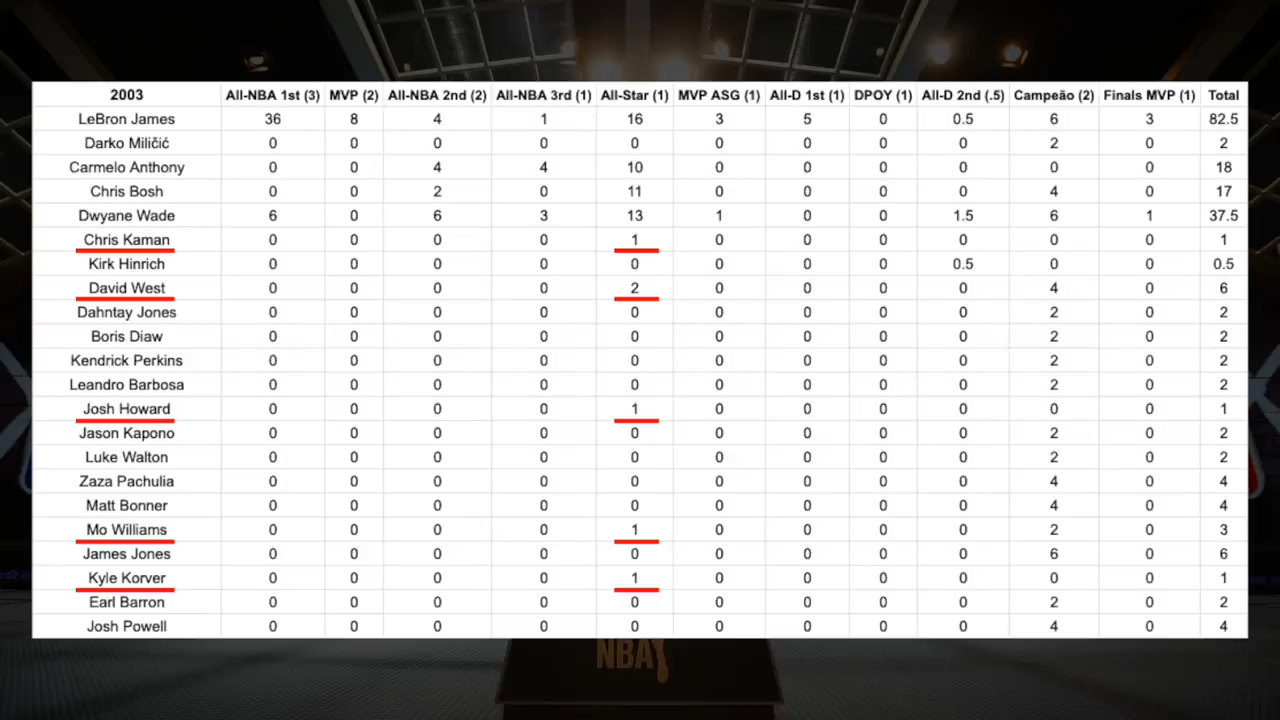 2003 All-NBA 1st (3) MVP (2) All-NBA 2nd (2) All-NBA 3rd (1) All-Star (1) MVP ASG (1) All-D 1st (1) DPOY (1) All-D 2nd (.5) Campeão (2) Finals MVP (1) Total
LeBron James 36 8 4 1 16 3 5 0 0.5 6 3 82.5
Darko Miličić 0 0 0 0 0 0 0 0 0 2 0 2
Carmelo Anthony 0 0 4 4 10 0 0 0 0 0 0 18
Chris Bosh 0 0 2 0 11 0 0 0 0 4 0 17
Dwyane Wade 6 0 6 3 13 1 0 0 1.5 6 1 37.5
Chris Kaman 0 0 0 0 1 0 0 0 0 0 0 1
Kirk Hinrich 0 0 0 0 0 0 0 0 0.5 0 0 0.5
David West 0 0 0 0 2 0 0 0 0 4 0 6
Dahntay Jones 0 0 0 0 0 0 0 0 0 2 0 2
Boris Diaw 0 0 0 0 0 0 0 0 0 2 0 2
Kendrick Perkins 0 0 0 0 0 0 0 0 0 2 0 2
Leandro Barbosa 0 0 0 0 0 0 0 0 0 2 0 2
Josh Howard 0 0 0 0 1 0 0 0 0 0 0 1
Jason Kapono 0 0 0 0 0 0 0 0 0 2 0 2
Luke Walton 0 0 0 0 0 0 0 0 0 2 0 2
Zaza Pachulia 0 0 0 0 0 0 0 0 0 4 0 4
Matt Bonner 0 0 0 0 0 0 0 0 0 4 0 4
Mo Williams 0 0 0 0 1 0 0 0 0 2 0 3
James Jones 0 0 0 0 0 0 0 0 0 6 0 6
Kyle Korver 0 0 0 0 1 0 0 0 0 0 0 1
Earl Barron 0 0 0 0 0 0 0 0 0 2 0 2
Josh Powell 0 0 0 0 0 0 0 0 0 4 0 4
NBA